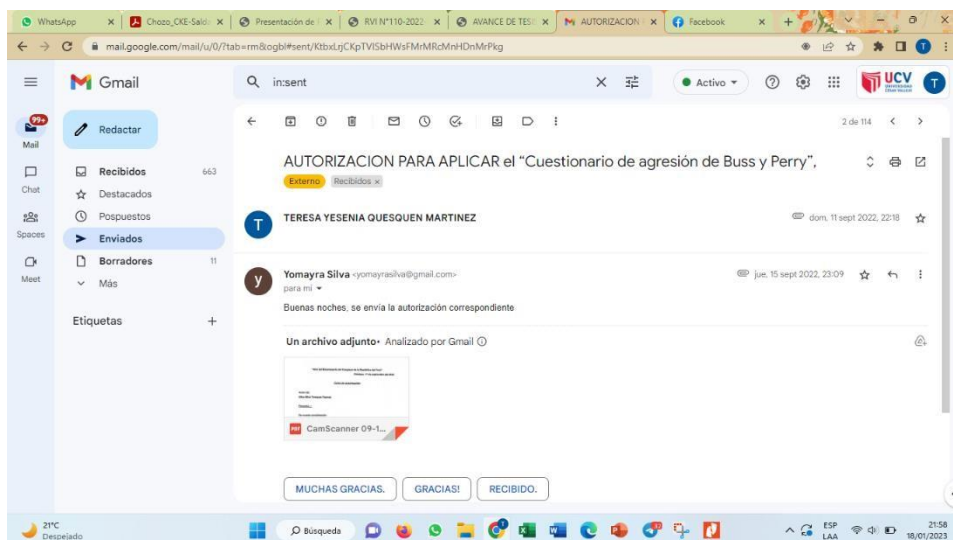 WhatsApp
Chozo_CKE-Saldo
Presentación de
RVI N°110-2022
AVANCE DE TESI
AUTORIZACION
Facebook
mail.google.com/mail/u/0/?tab=rm&ogbl#sent/KtbxLrjCKpTVlSbHWsFMrMRcMnHDnMrPkg
Gmail
in:sent
Activo
UCV
T
99+
Mail
Redactar
2 de 114
Chat
Spaces
Meet
Recibidos 663
Destacados
Pospuestos
Enviados
Borradores 11
Más
Etiquetas
AUTORIZACION PARA APLICAR el “Cuestionario de agresión de Buss y Perry”,
Externo Recibidos x
T TERESA YESENIA QUESQUEN MARTINEZ dom, 11 sept 2022, 22:18
y Yomayra Silva <yomayrasilva@gmail.com> jue, 15 sept 2022, 23:09
para mí
Buenas noches, se envía la autorización correspondiente
Un archivo adjunto• Analizado por Gmail
PDF CamScanner 09-1...
MUCHAS GRACIAS. GRACIAS! RECIBIDO.
21°C
Despejado
Búsqueda
ESP
LAA
21:58
18/01/2023